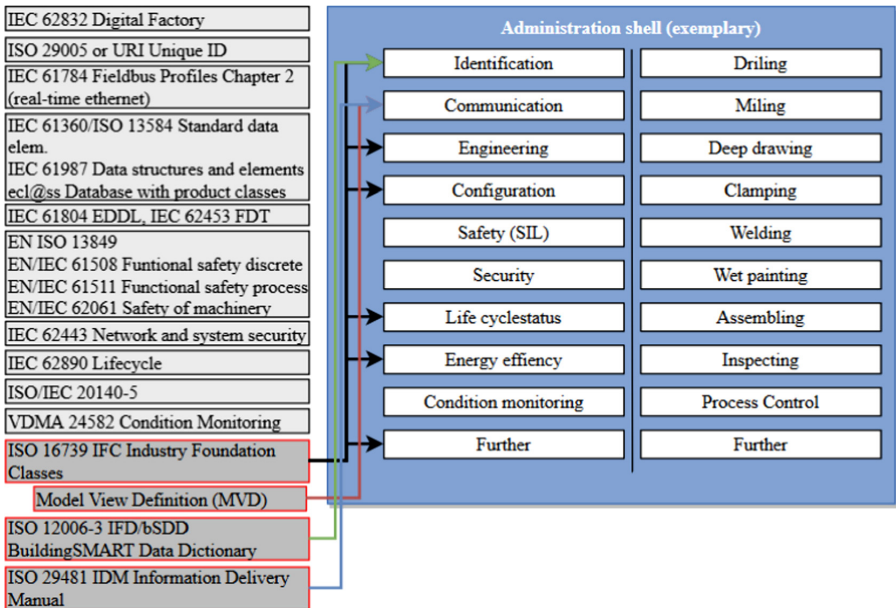 IEC 62832 Digital Factory
ISO 29005 or URI Unique ID
IEC 61784 Fieldbus Profiles Chapter 2
(real-time ethernet)
IEC 61360/ISO 13584 Standard data
elem.
IEC 61987 Data structures and elements
ecl@ss Database with product classes
IEC 61804 EDDL, IEC 62453 FDT
EN ISO 13849
EN/IEC 61508 Funtional safety discrete
EN/IEC 61511 Functional safety process
EN/IEC 62061 Safety of machinery
IEC 62443 Network and system security
IEC 62890 Lifecycle
ISO/IEC 20140-5
VDMA 24582 Condition Monitoring
ISO 16739 IFC Industry Foundation
Classes
Model View Definition (MVD)
ISO 12006-3 IFD/bSDD
BuildingSMART Data Dictionary
ISO 29481 IDM Information Delivery
Manual
Administration shell (exemplary)
Identification
Communication
Engineering
Configuration
Safety (SIL)
Security
Life cyclestatus
Energy effiency
Condition monitoring
Further
Driling
Miling
Deep drawing
Clamping
Welding
Wet painting
Assembling
Inspecting
Process Control
Further